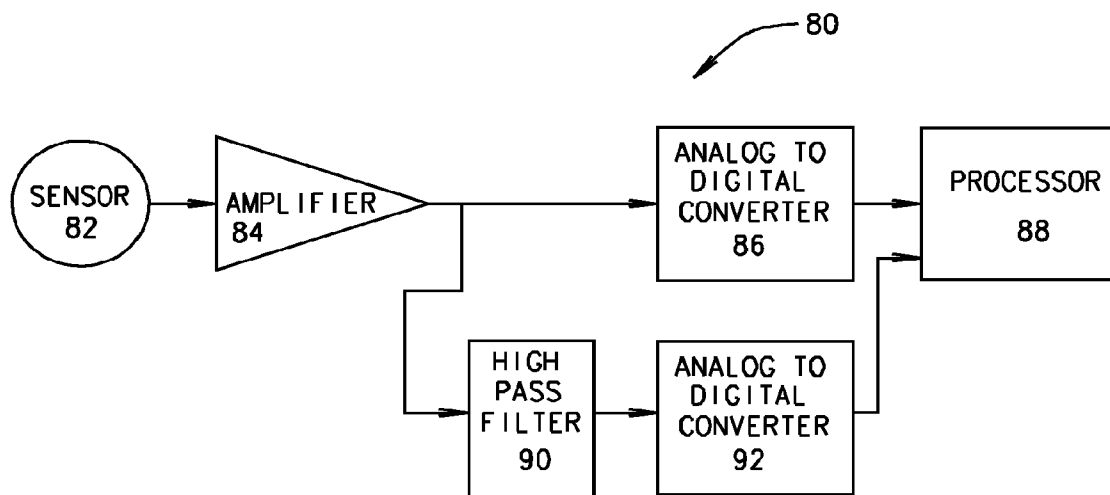 80
SENSOR
82
AMPLIFIER
84
ANALOG TO
DIGITAL
CONVERTER
86
PROCESSOR
88
HIGH
PASS
FILTER
90
ANALOG TO
DIGITAL
CONVERTER
92